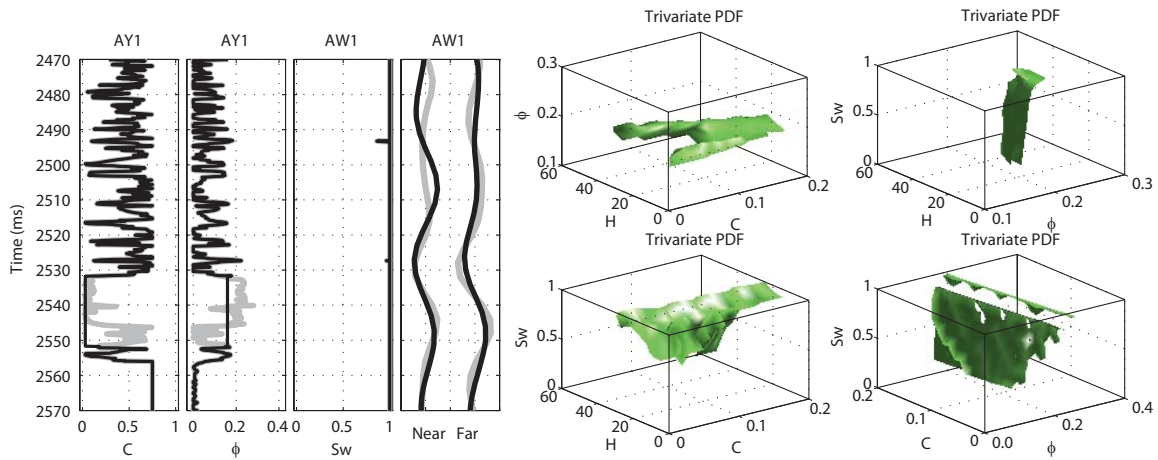 AY1 AY1 AW1 AW1
Time (ms)
2470
2480
2490
2500
2510
2520
2530
2540
2550
2560
2570
0 0.5 1
C
0 0.2 0.4
ϕ
0 0.5 1
Sw
Near Far
Trivariate PDF
ϕ
0.3
0.2
0.1
60
40
20
0
H
0
0.1
0.2
C
Trivariate PDF
Sw
1
0.5
0
60
40
20
0
H
0.1
0.2
0.3
ϕ
Trivariate PDF
Sw
1
0.5
0
60
40
20
0
H
0
0.1
0.2
C
Trivariate PDF
Sw
1
0.5
0
0.2
0.1
0
C
0.0
0.2
0.4
ϕ